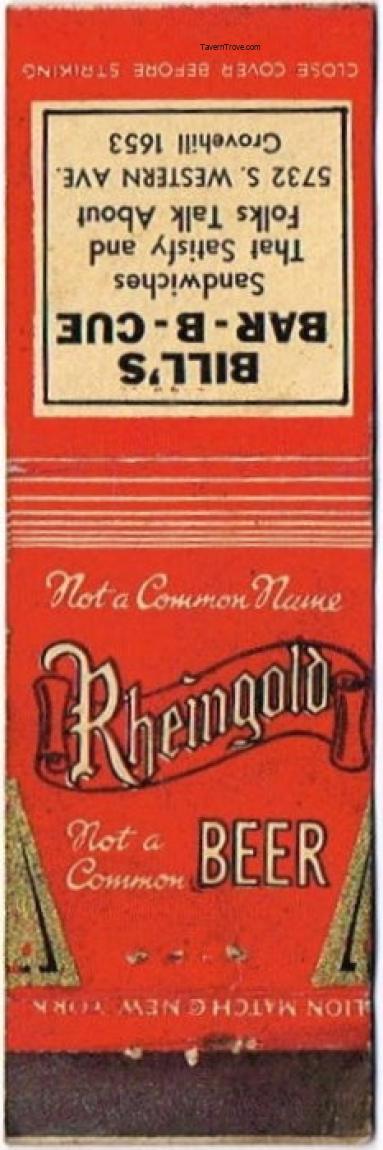 TavernTrove.com
CLOSE COVER BEFORE STRIKING
BILL'S
BAR-B-CUE
Sandwiches
That Satisfy and
Folks Talk About
5732 S. WESTERN AVE.
Grovehill 1653
Not a Common Name
Rheingold
Not a
Common BEER
LION MATCH CO NEW YORK